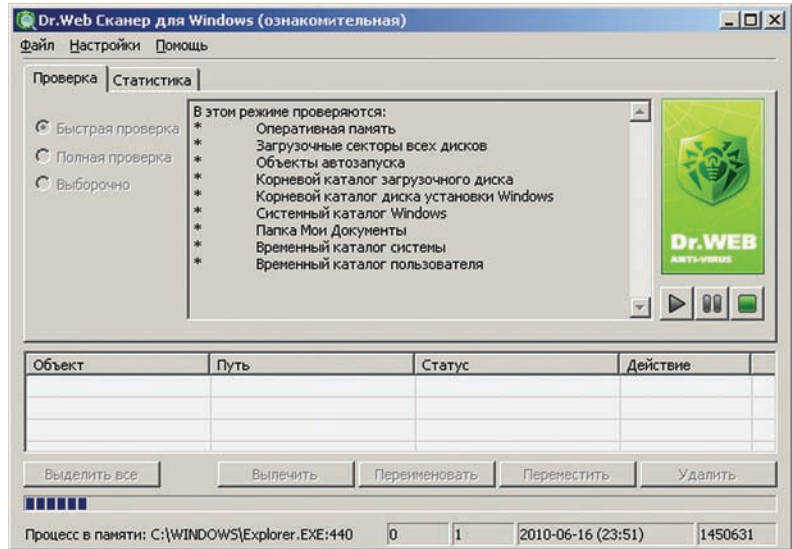 Dr.Web Сканер для Windows (ознакомительная)
Файл Настройки Помощь
Проверка Статистика
Быстрая проверка
Полная проверка
Выборочно
В этом режиме проверяются:
* Оперативная память
* Загрузочные секторы всех дисков
* Объекты автозапуска
* Корневой каталог загрузочного диска
* Корневой каталог диска установки Windows
* Системный каталог Windows
* Папка Мои Документы
* Временный каталог системы
* Временный каталог пользователя
Dr.WEB
ANTI-VIRUS
Объект Путь Статус Действие
Выделить все Вылечить Переименовать Переместить Удалить
Процесс в памяти: C:\WINDOWS\Explorer.EXE:440 0 1 2010-06-16 (23:51) 1450631